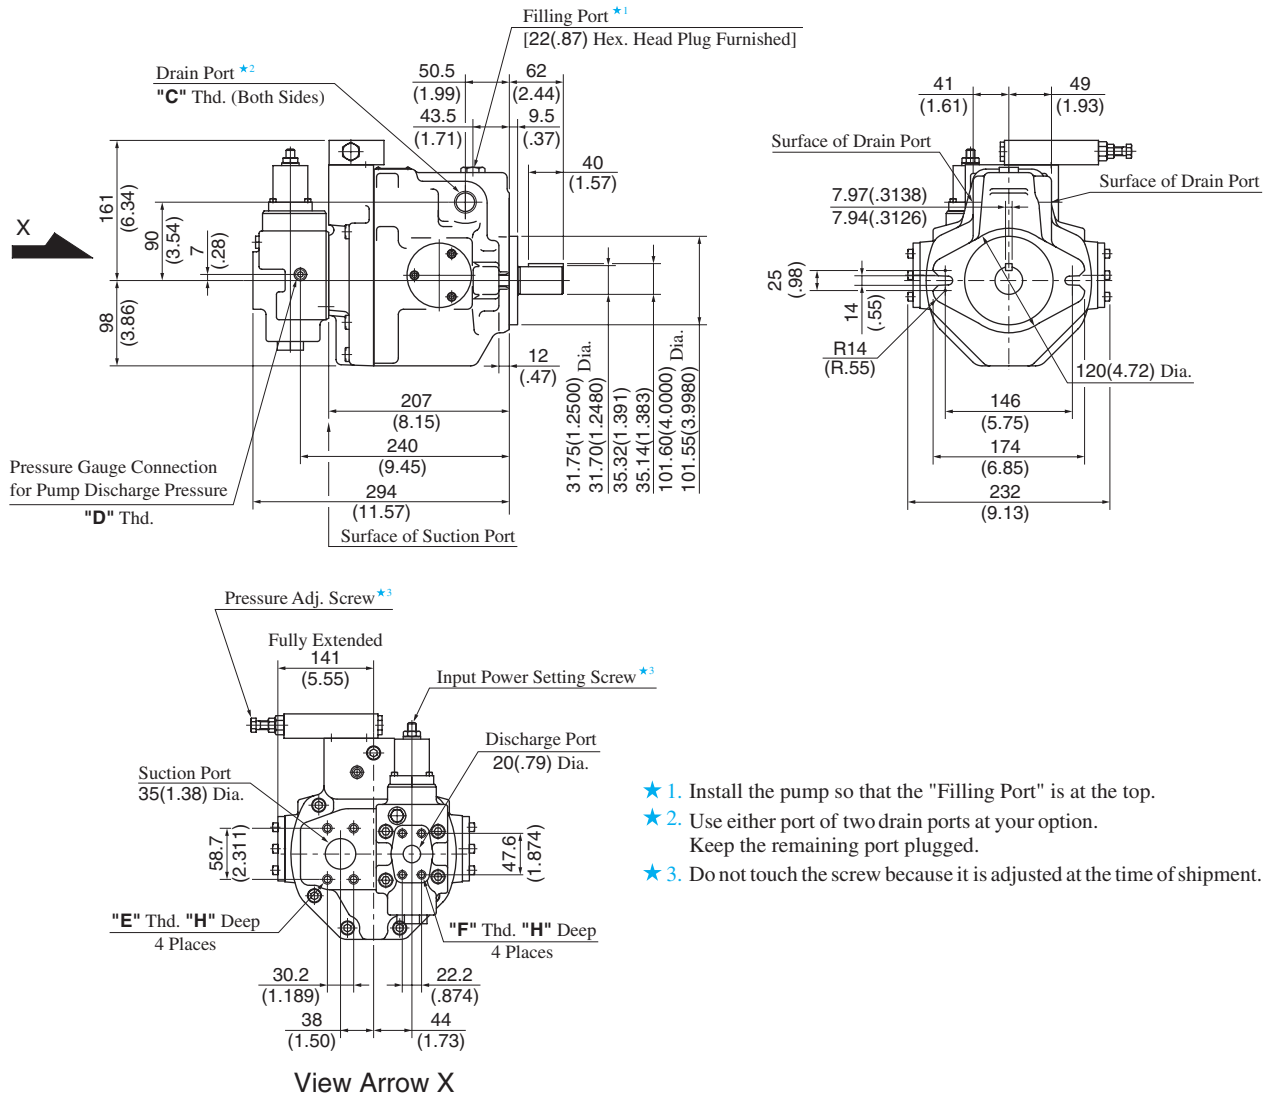 Filling Port ★1
[22(.87) Hex. Head Plug Furnished]
Drain Port ★2
"C" Thd. (Both Sides)
50.5
(1.99)
62
(2.44)
43.5
(1.71)
9.5
(.37)
40
(1.57)
161
(6.34)
90
(3.54)
7
(.28)
X
98
(3.86)
12
(.47)
207
(8.15)
240
(9.45)
294
(11.57)
31.75(1.2500)
31.70(1.2480)
Dia.
35.32(1.391)
35.14(1.383)
101.60(4.0000)
101.55(3.9980)
Dia.
Pressure Gauge Connection
for Pump Discharge Pressure
"D" Thd.
Surface of Suction Port
41
(1.61)
49
(1.93)
Surface of Drain Port
Surface of Drain Port
7.97(.3138)
7.94(.3126)
25
(.98)
14
(.55)
R14
(R.55)
120(4.72) Dia.
146
(5.75)
174
(6.85)
232
(9.13)
Pressure Adj. Screw★3
Fully Extended
141
(5.55)
Input Power Setting Screw★3
Discharge Port
20(.79) Dia.
Suction Port
35(1.38) Dia.
58.7
(2.311)
47.6
(1.874)
"E" Thd. "H" Deep
4 Places
"F" Thd. "H" Deep
4 Places
30.2
(1.189)
22.2
(.874)
38
(1.50)
44
(1.73)
View Arrow X
★ 1. Install the pump so that the "Filling Port" is at the top.
★ 2. Use either port of two drain ports at your option.
Keep the remaining port plugged.
★ 3. Do not touch the screw because it is adjusted at the time of shipment.